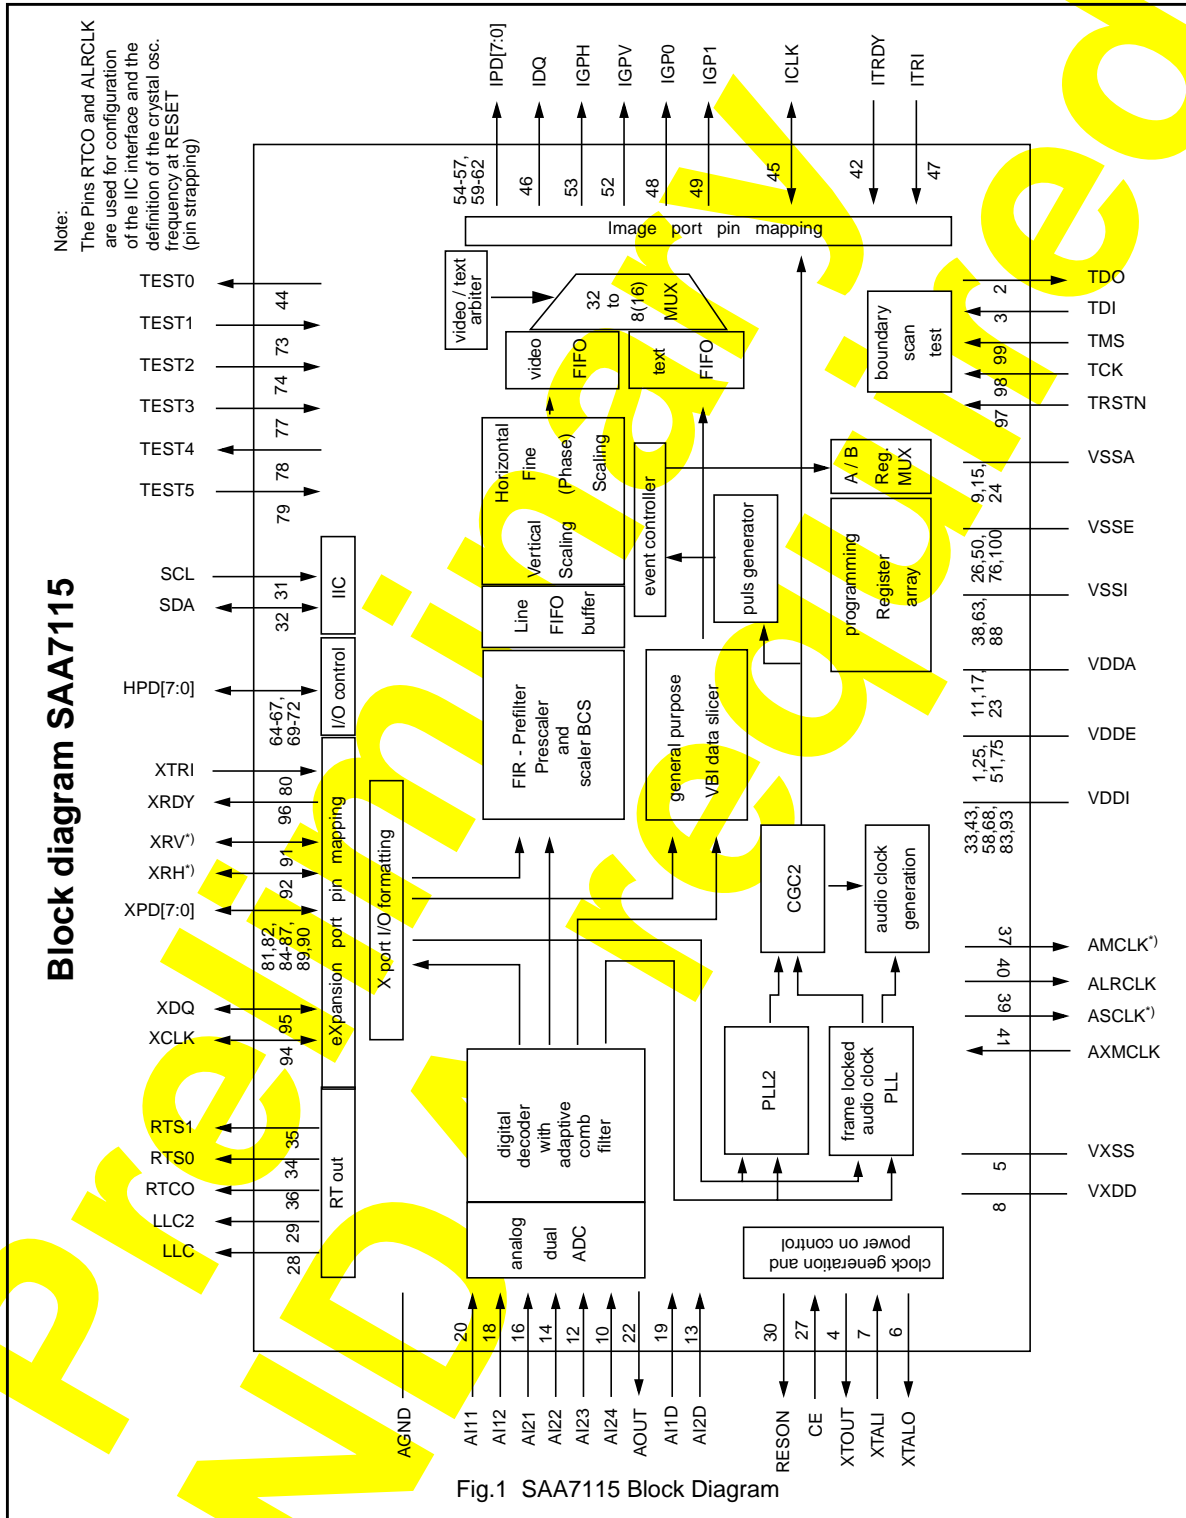 Block diagram SAA7115
Note:
The Pins RTCO and ALRCLK
are used for configuration
of the IIC interface and the
definition of the crystal osc.
frequency at RESET
(pin strapping)
Preliminary
NDA required
IPD[7:0]
IDQ
IGPH
IGPV
IGP0
IGP1
ICLK
ITRDY
ITRI
54-57,
59-62
46
53
52
48
49
45
42
47
Image port pin mapping
TEST0
TEST1
TEST2
TEST3
TEST4
TEST5
44
73
74
77
78
79
SCL
SDA
31
32
IIC
HPD[7:0]
64-67,
69-72
I/O control
XTRI
XRDY
XRV*)
XRH*)
XPD[7:0]
XDQ
XCLK
80
96
91
92
81,82,
84-87,
89,90
95
94
eXpansion port pin mapping
X port I/O formatting
RTS1
RTS0
RTCO
LLC2
LLC
35
34
36
29
28
RT out
video / text
arbiter
32
to
8(16)
MUX
video
FIFO
text
FIFO
Horizontal
Fine
(Phase)
Scaling
Vertical
Scaling
Line
FIFO
buffer
event controller
puls generator
A / B
Reg.
MUX
programming
Register
array
boundary
scan
test
FIR - Prefilter
Prescaler
and
scaler BCS
general purpose
VBI data slicer
CGC2
audio clock
generation
PLL2
frame locked
audio clock
PLL
digital
decoder
with
adaptive
comb
filter
analog
dual
ADC
clock generation and
power on control
TDO
TDI
TMS
TCK
TRSTN
2
3
99
98
97
VSSA
9,15,
24
VSSE
26,50,
76,100
VSSI
38,63,
88
VDDA
11,17,
23
VDDE
1,25,
51,75
VDDI
33,43,
58,68,
83,93
AMCLK*)
ALRCLK
ASCLK*)
AXMCLK
37
40
39
41
VXSS
5
VXDD
8
AGND
AI11
AI12
AI21
AI22
AI23
AI24
AOUT
AI1D
AI2D
20
18
16
14
12
10
22
19
13
RESON
CE
XTOUT
XTALI
XTALO
30
27
4
7
6
Fig.1 SAA7115 Block Diagram